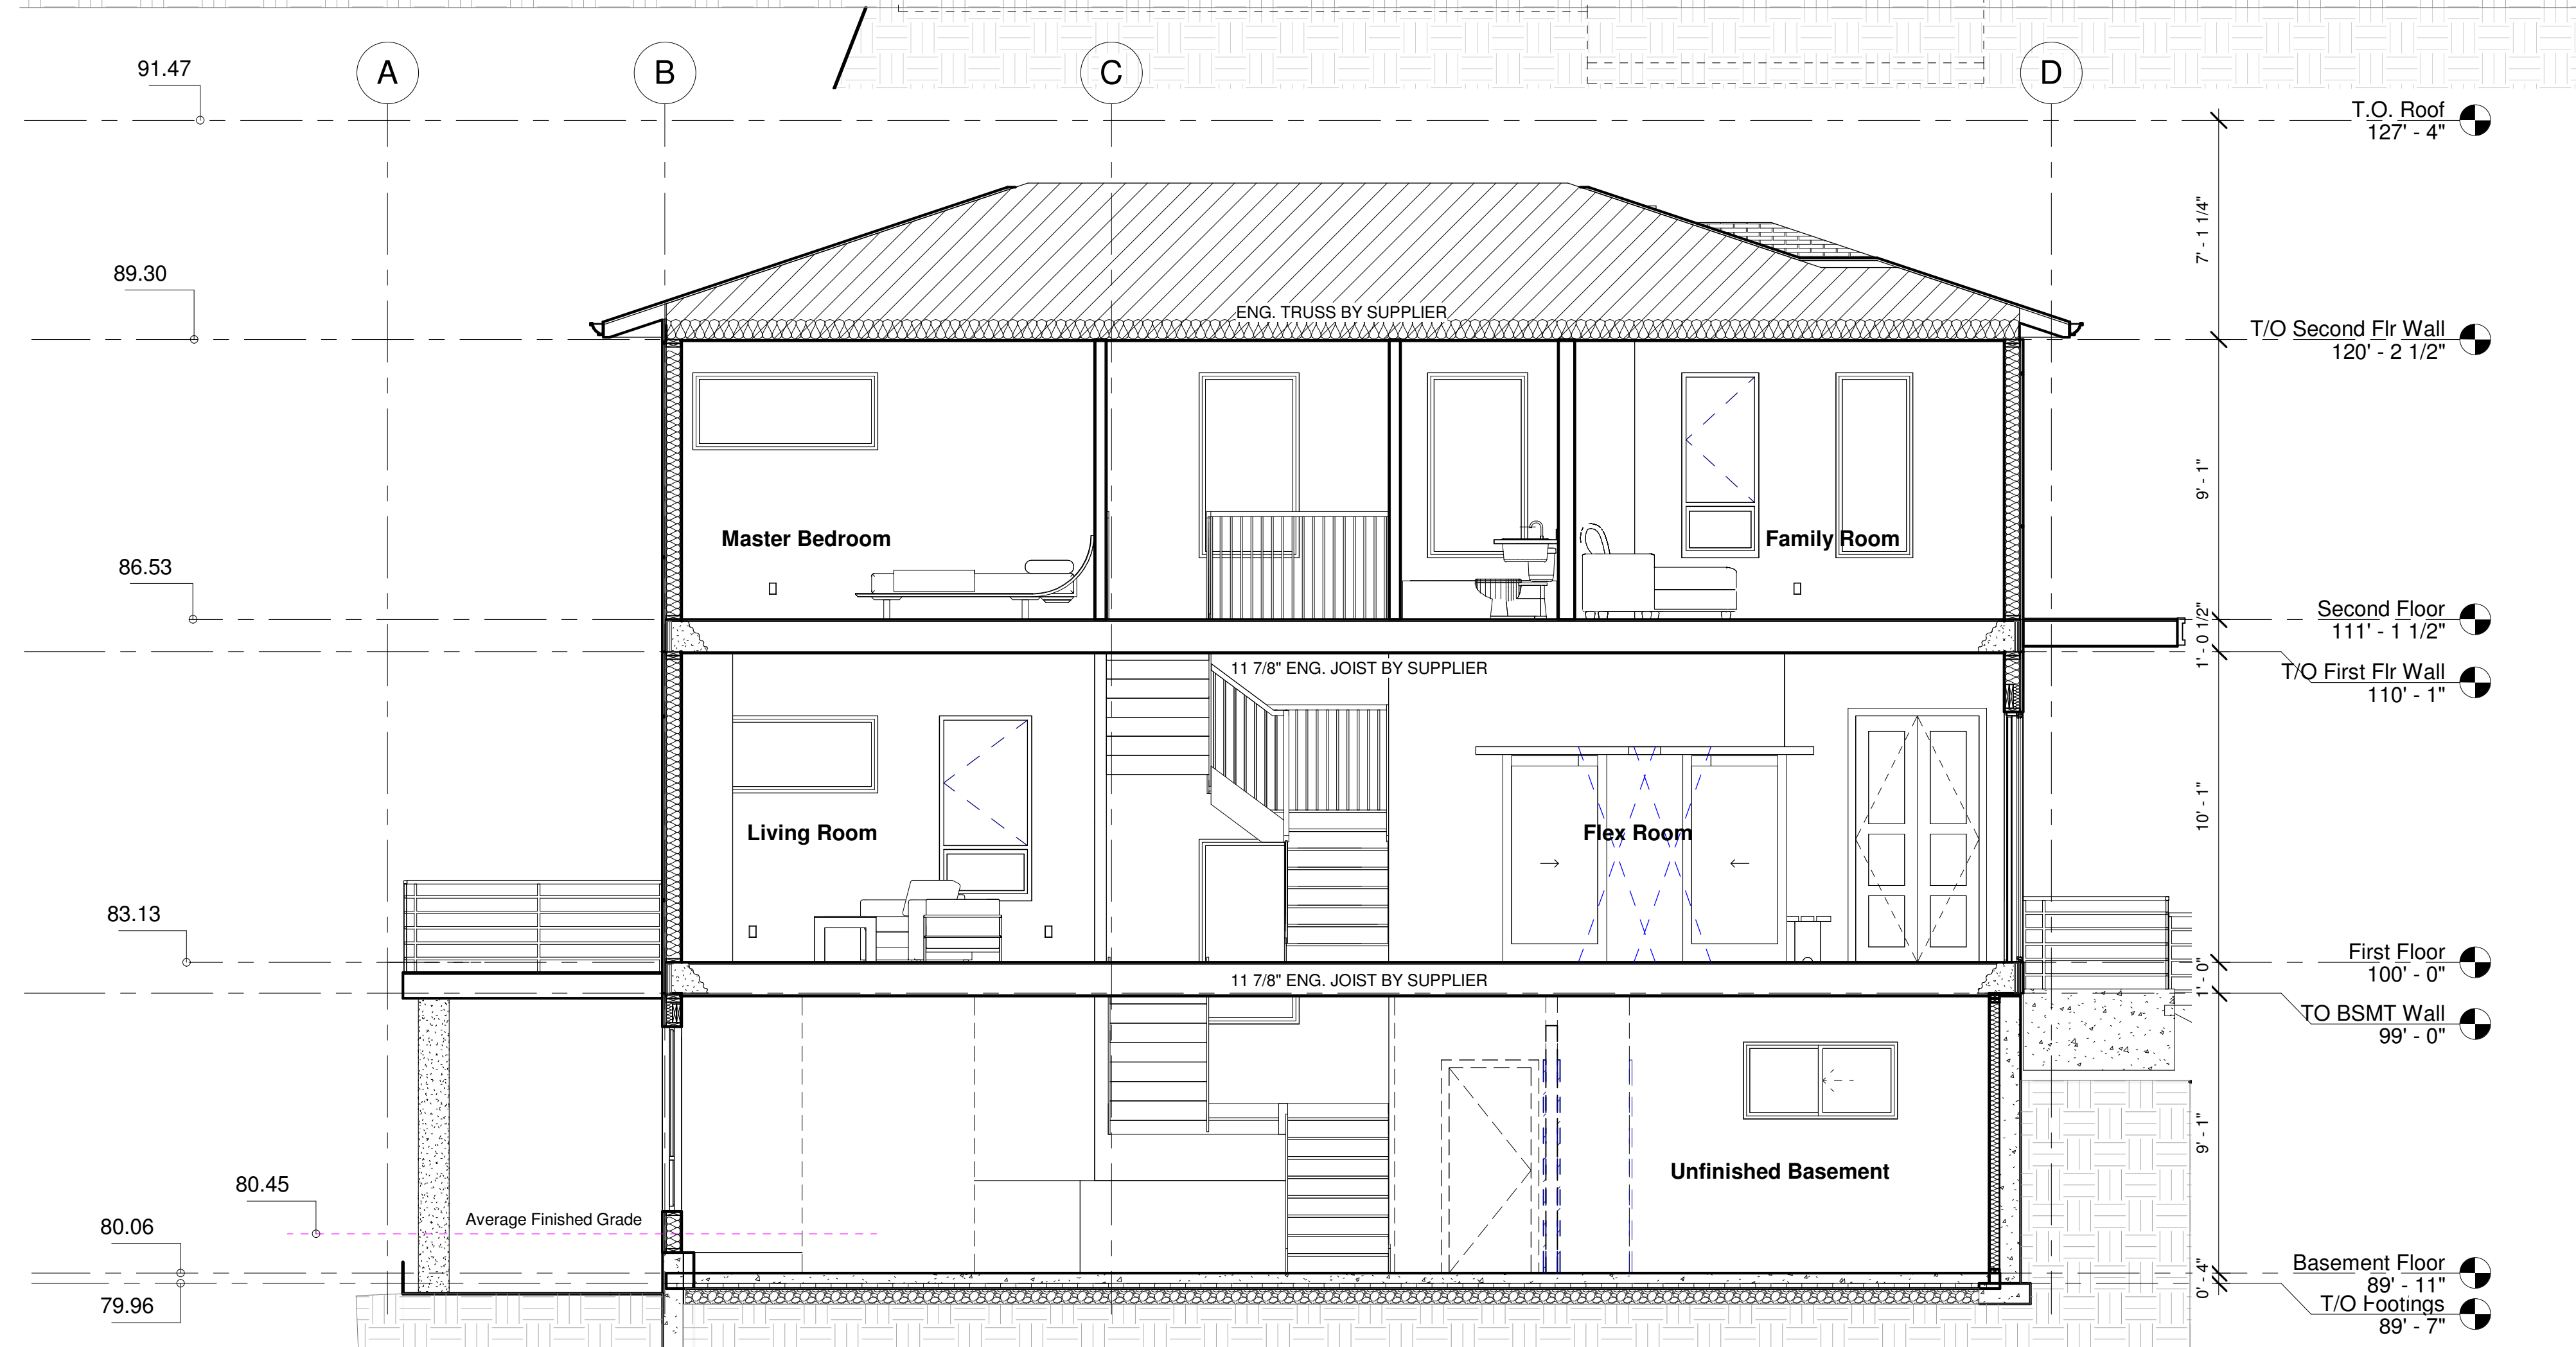 A
B
C
D
91.47
T.O. Roof
127' - 4"
7' - 1 1/4"
89.30
ENG. TRUSS BY SUPPLIER
T/O Second Flr Wall
120' - 2 1/2"
9' - 1"
Master Bedroom
Family Room
86.53
Second Floor
111' - 1 1/2"
1' - 0 1/2"
11 7/8" ENG. JOIST BY SUPPLIER
T/O First Flr Wall
110' - 1"
10' - 1"
Living Room
Flex Room
83.13
First Floor
100' - 0"
1' - 0"
11 7/8" ENG. JOIST BY SUPPLIER
TO BSMT Wall
99' - 0"
9' - 1"
Unfinished Basement
80.45
Average Finished Grade
80.06
Basement Floor
89' - 11"
0' - 4"
79.96
T/O Footings
89' - 7"